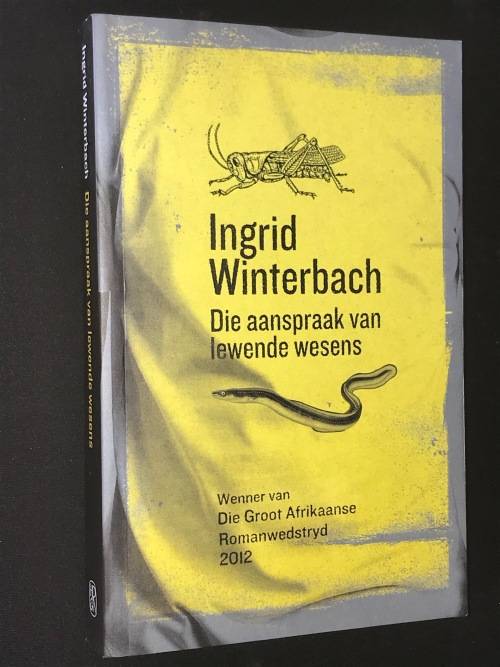 Ingrid Winterbach Die aanspraak van lewende wesens
Ingrid
Winterbach
Die aanspraak van
lewende wesens
Wenner van
Die Groot Afrikaanse
Romanwedstryd
2012